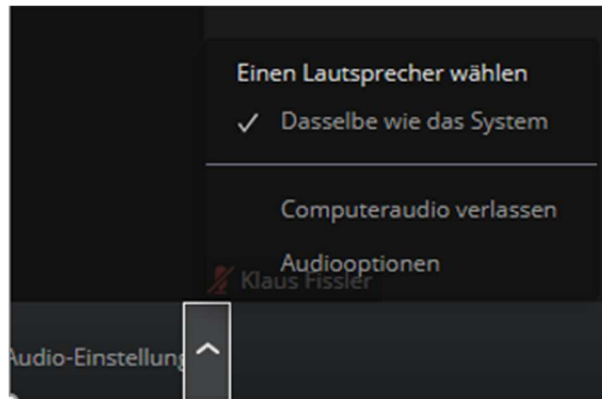 Einen Lautsprecher wählen
Dasselbe wie das System
Computeraudio verlassen
Audiooptionen
Klaus Fissler
Audio-Einstellung